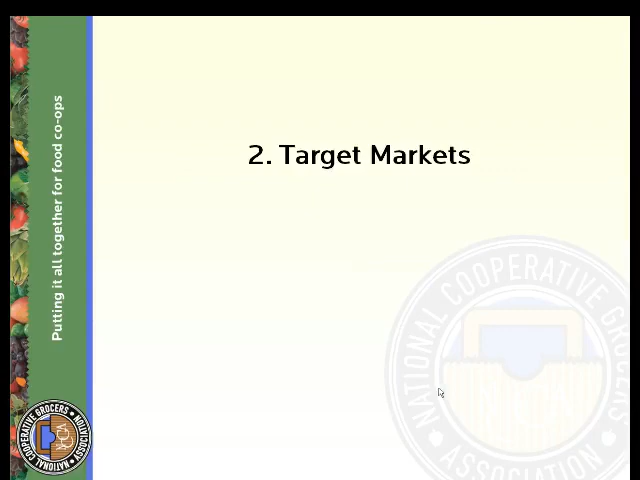 Putting it all together for food co-ops
2. Target Markets
NATIONAL COOPERATIVE GROCERS
ASSOCIATION
NATIONAL COOPERATIVE GROCERS ASSOCIATION
NCGA